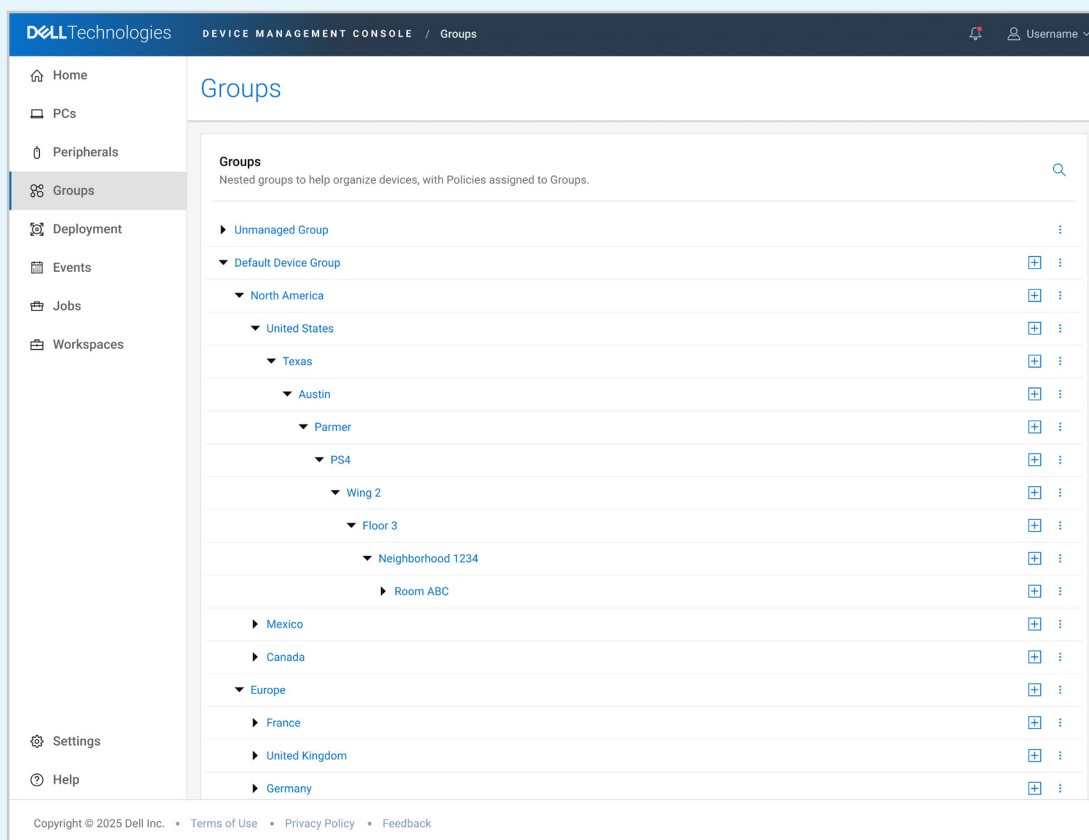 DELLTechnologies DEVICE MANAGEMENT CONSOLE / Groups Username
Home
PCs
Peripherals
Groups
Deployment
Events
Jobs
Workspaces
Settings
Help
Groups
Groups
Nested groups to help organize devices, with Policies assigned to Groups.
Unmanaged Group
Default Device Group
North America
United States
Texas
Austin
Parmer
PS4
Wing 2
Floor 3
Neighborhood 1234
Room ABC
Mexico
Canada
Europe
France
United Kingdom
Germany
Copyright © 2025 Dell Inc. • Terms of Use • Privacy Policy • Feedback